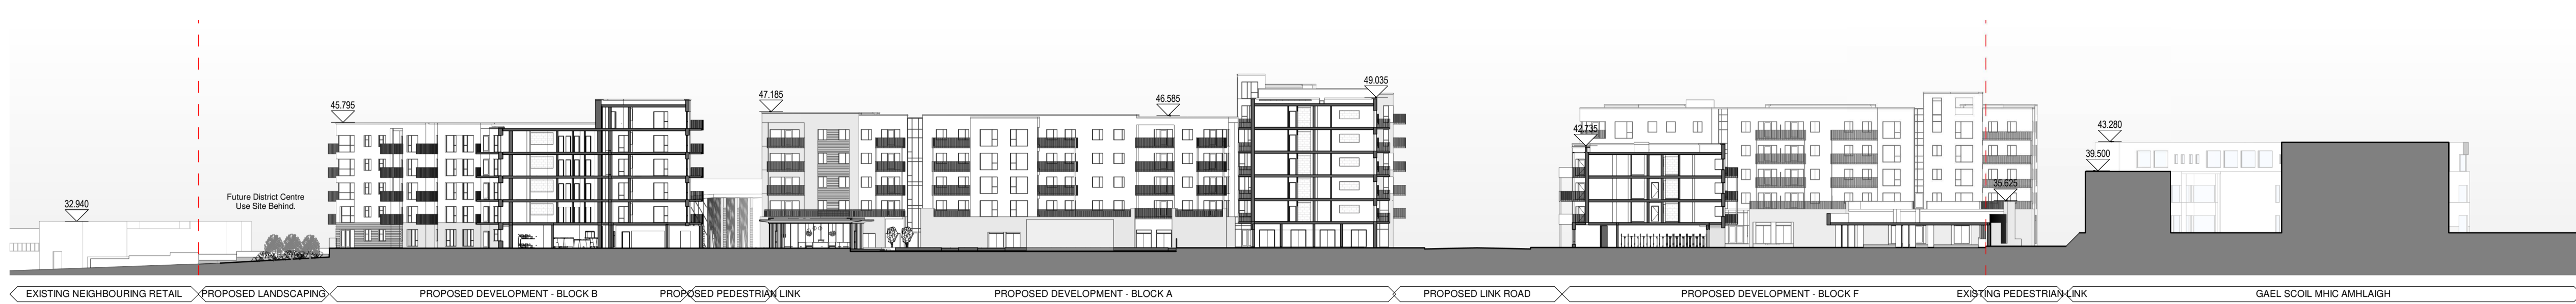 49.035
47.185
46.585
45.795
42.735
43.280
39.500
35.625
Future District Centre
Use Site Behind.
32.940
EXISTING NEIGHBOURING RETAIL
PROPOSED LANDSCAPING
PROPOSED DEVELOPMENT - BLOCK B
PROPOSED PEDESTRIAN LINK
PROPOSED DEVELOPMENT - BLOCK A
PROPOSED LINK ROAD
PROPOSED DEVELOPMENT - BLOCK F
EXISTING PEDESTRIAN LINK
GAEL SCOIL MHIC AMHLAIGH